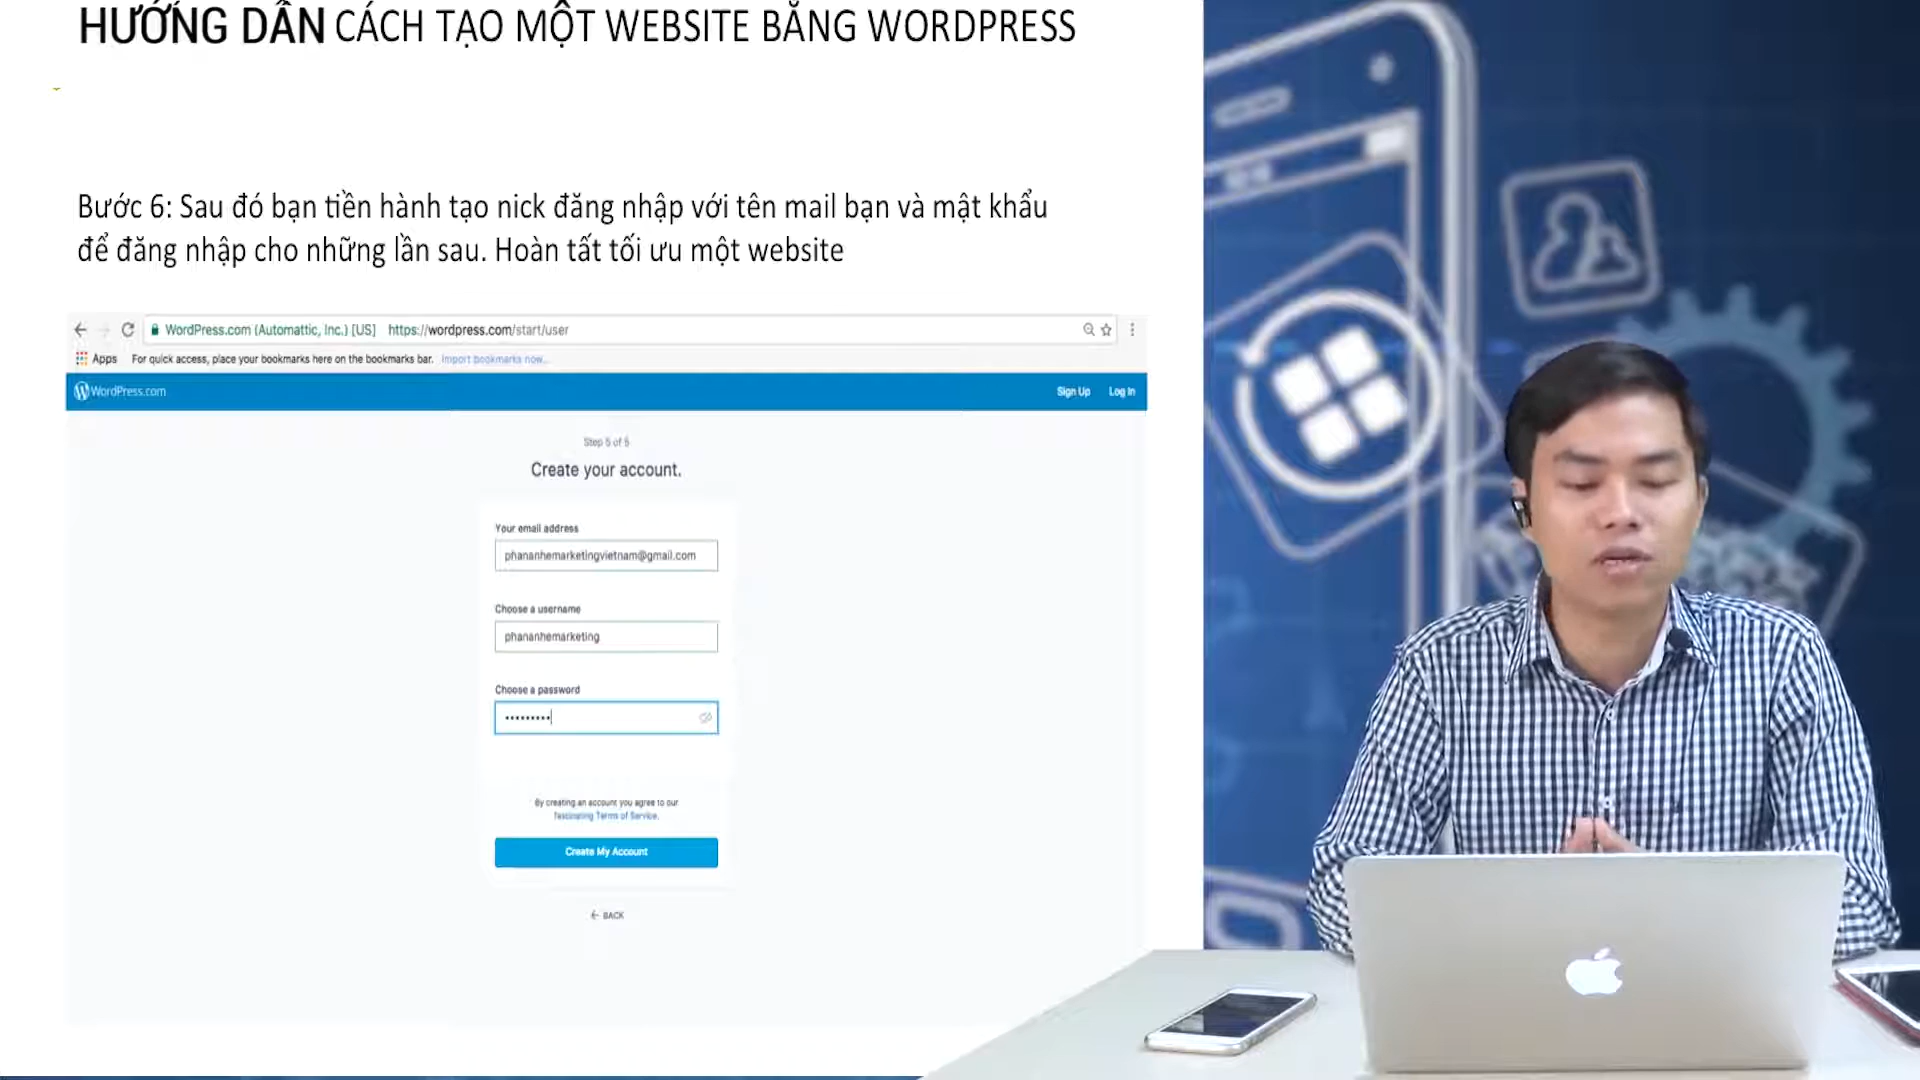 HƯỚNG DẪN CÁCH TẠO MỘT WEBSITE BẰNG WORDPRESS
Bước 6: Sau đó bạn tiền hành tạo nick đăng nhập với tên mail bạn và mật khẩu
để đăng nhập cho những lần sau. Hoàn tất tối ưu một website
WordPress.com (Automattic, Inc.) [US] https://wordpress.com/start/user
Apps For quick access, place your bookmarks here on the bookmarks bar. Import bookmarks now...
WordPress.com Sign Up Log In
Step 5 of 5
Create your account.
Your email address
phananhemarketingvietnam@gmail.com
Choose a username
phananhemarketing
Choose a password
•••••••••
By creating an account you agree to our
fascinating Terms of Service.
Create My Account
← BACK